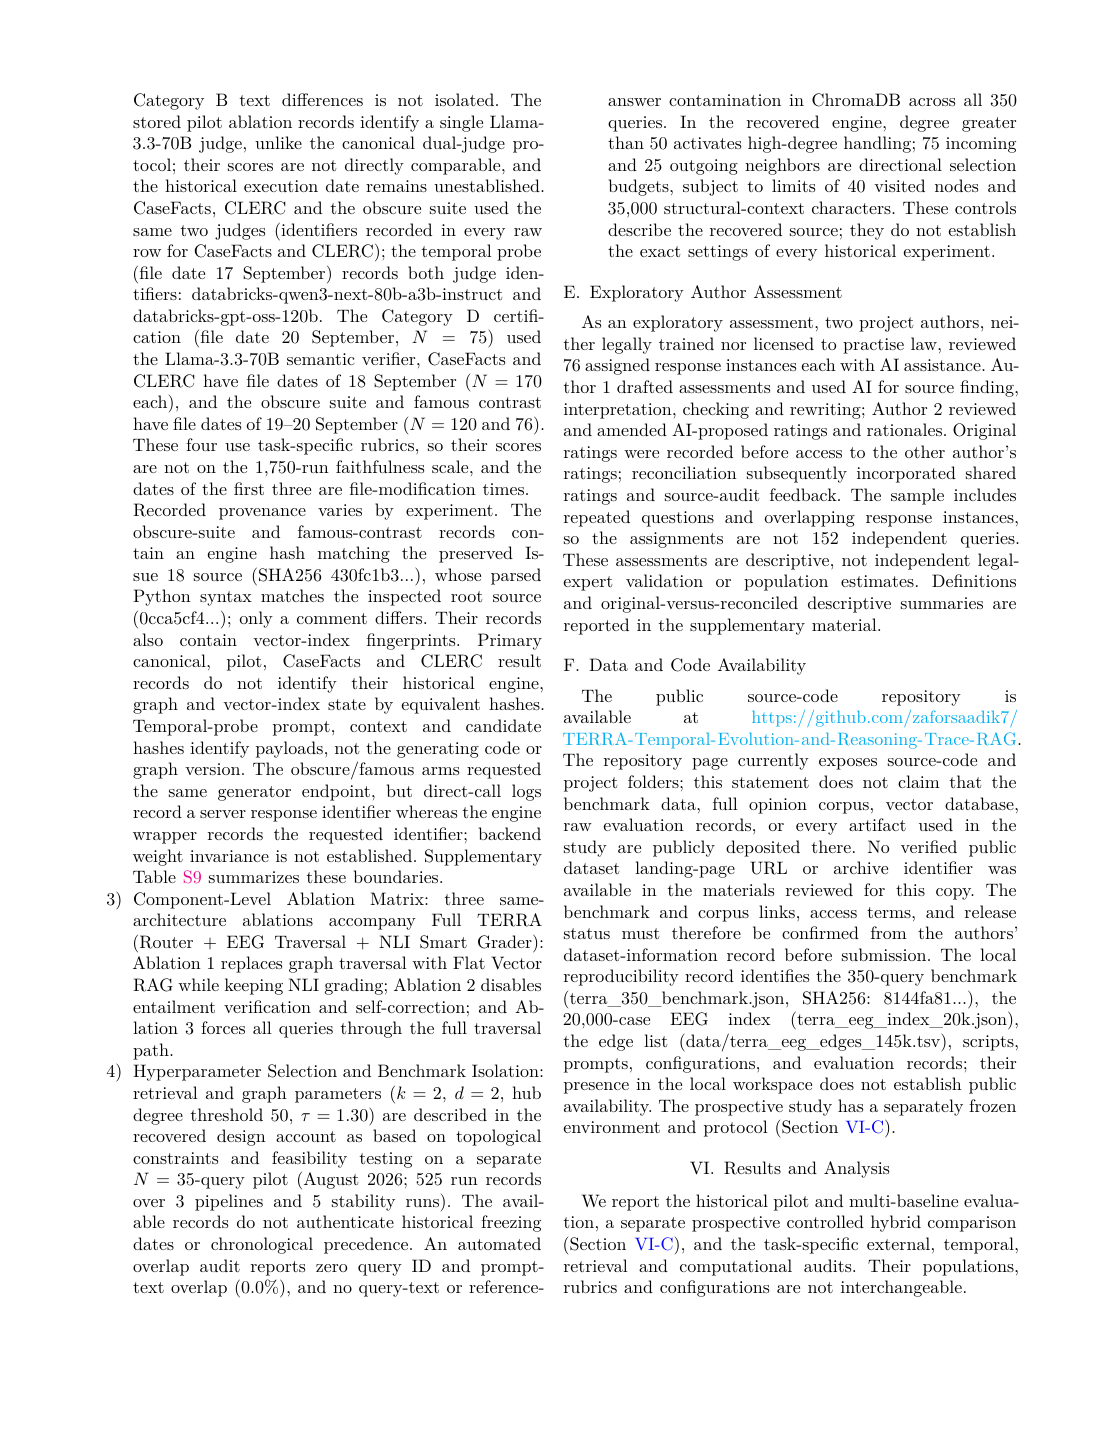 Category B text differences is not isolated. The
stored pilot ablation records identify a single Llama-
3.3-70B judge, unlike the canonical dual-judge pro-
tocol; their scores are not directly comparable, and
the historical execution date remains unestablished.
CaseFacts, CLERC and the obscure suite used the
same two judges (identifiers recorded in every raw
row for CaseFacts and CLERC); the temporal probe
(file date 17 September) records both judge iden-
tifiers: databricks-qwen3-next-80b-a3b-instruct and
databricks-gpt-oss-120b. The Category D certifi-
cation (file date 20 September, N = 75) used
the Llama-3.3-70B semantic verifier, CaseFacts and
CLERC have file dates of 18 September (N = 170
each), and the obscure suite and famous contrast
have file dates of 19–20 September (N = 120 and 76).
These four use task-specific rubrics, so their scores
are not on the 1,750-run faithfulness scale, and the
dates of the first three are file-modification times.
Recorded provenance varies by experiment. The
obscure-suite and famous-contrast records con-
tain an engine hash matching the preserved Is-
sue 18 source (SHA256 430fc1b3...), whose parsed
Python syntax matches the inspected root source
(0cca5cf4...); only a comment differs. Their records
also contain vector-index fingerprints. Primary
canonical, pilot, CaseFacts and CLERC result
records do not identify their historical engine,
graph and vector-index state by equivalent hashes.
Temporal-probe prompt, context and candidate
hashes identify payloads, not the generating code or
graph version. The obscure/famous arms requested
the same generator endpoint, but direct-call logs
record a server response identifier whereas the engine
wrapper records the requested identifier; backend
weight invariance is not established. Supplementary
Table S9 summarizes these boundaries.
3) Component-Level Ablation Matrix: three same-
architecture ablations accompany Full TERRA
(Router + EEG Traversal + NLI Smart Grader):
Ablation 1 replaces graph traversal with Flat Vector
RAG while keeping NLI grading; Ablation 2 disables
entailment verification and self-correction; and Ab-
lation 3 forces all queries through the full traversal
path.
4) Hyperparameter Selection and Benchmark Isolation:
retrieval and graph parameters (k = 2, d = 2, hub
degree threshold 50, τ = 1.30) are described in the
recovered design account as based on topological
constraints and feasibility testing on a separate
N = 35-query pilot (August 2026; 525 run records
over 3 pipelines and 5 stability runs). The avail-
able records do not authenticate historical freezing
dates or chronological precedence. An automated
overlap audit reports zero query ID and prompt-
text overlap (0.0%), and no query-text or reference-
answer contamination in ChromaDB across all 350
queries. In the recovered engine, degree greater
than 50 activates high-degree handling; 75 incoming
and 25 outgoing neighbors are directional selection
budgets, subject to limits of 40 visited nodes and
35,000 structural-context characters. These controls
describe the recovered source; they do not establish
the exact settings of every historical experiment.
E. Exploratory Author Assessment
As an exploratory assessment, two project authors, nei-
ther legally trained nor licensed to practise law, reviewed
76 assigned response instances each with AI assistance. Au-
thor 1 drafted assessments and used AI for source finding,
interpretation, checking and rewriting; Author 2 reviewed
and amended AI-proposed ratings and rationales. Original
ratings were recorded before access to the other author's
ratings; reconciliation subsequently incorporated shared
ratings and source-audit feedback. The sample includes
repeated questions and overlapping response instances,
so the assignments are not 152 independent queries.
These assessments are descriptive, not independent legal-
expert validation or population estimates. Definitions
and original-versus-reconciled descriptive summaries are
reported in the supplementary material.
F. Data and Code Availability
The public source-code repository is
available at https://github.com/zaforsaadik7/
TERRA-Temporal-Evolution-and-Reasoning-Trace-RAG.
The repository page currently exposes source-code and
project folders; this statement does not claim that the
benchmark data, full opinion corpus, vector database,
raw evaluation records, or every artifact used in the
study are publicly deposited there. No verified public
dataset landing-page URL or archive identifier was
available in the materials reviewed for this copy. The
benchmark and corpus links, access terms, and release
status must therefore be confirmed from the authors'
dataset-information record before submission. The local
reproducibility record identifies the 350-query benchmark
(terra_350_benchmark.json, SHA256: 8144fa81...), the
20,000-case EEG index (terra_eeg_index_20k.json),
the edge list (data/terra_eeg_edges_145k.tsv), scripts,
prompts, configurations, and evaluation records; their
presence in the local workspace does not establish public
availability. The prospective study has a separately frozen
environment and protocol (Section VI-C).
VI. Results and Analysis
We report the historical pilot and multi-baseline evalua-
tion, a separate prospective controlled hybrid comparison
(Section VI-C), and the task-specific external, temporal,
retrieval and computational audits. Their populations,
rubrics and configurations are not interchangeable.